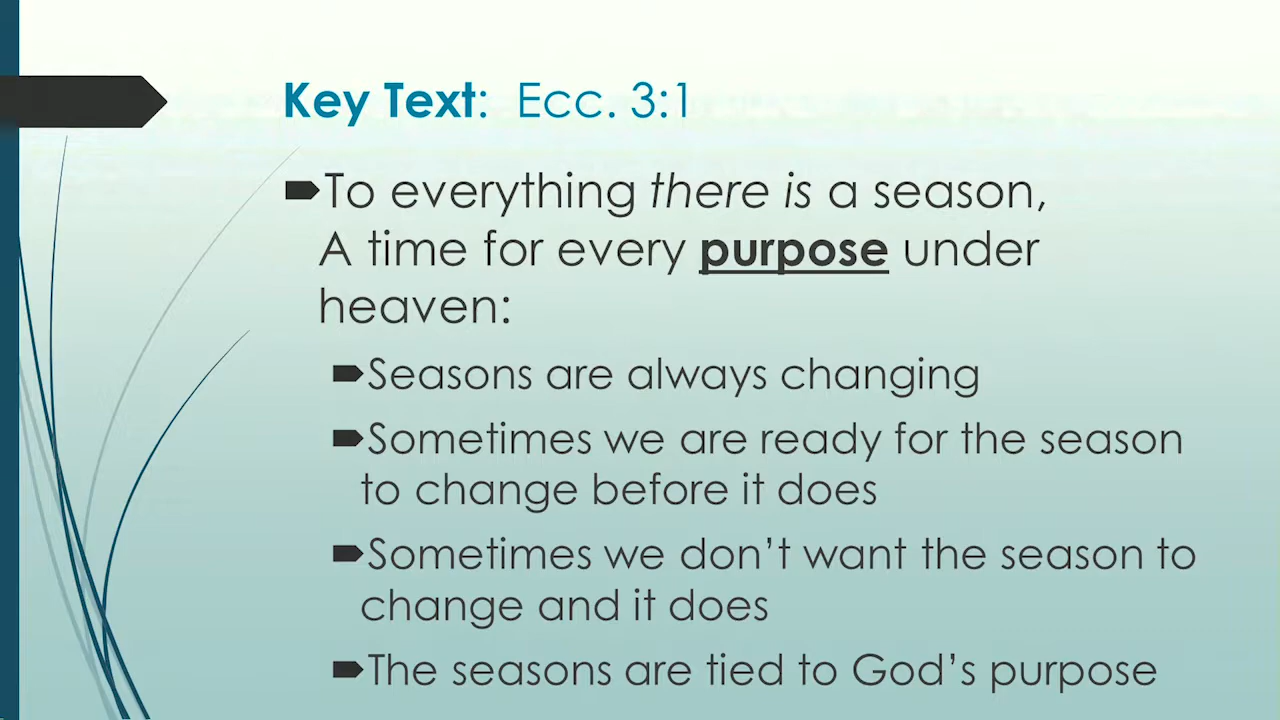 Key Text:  Ecc. 3:1
To everything there is a season,
A time for every purpose under
heaven:
Seasons are always changing
Sometimes we are ready for the season
to change before it does
Sometimes we don’t want the season to
change and it does
The seasons are tied to God’s purpose